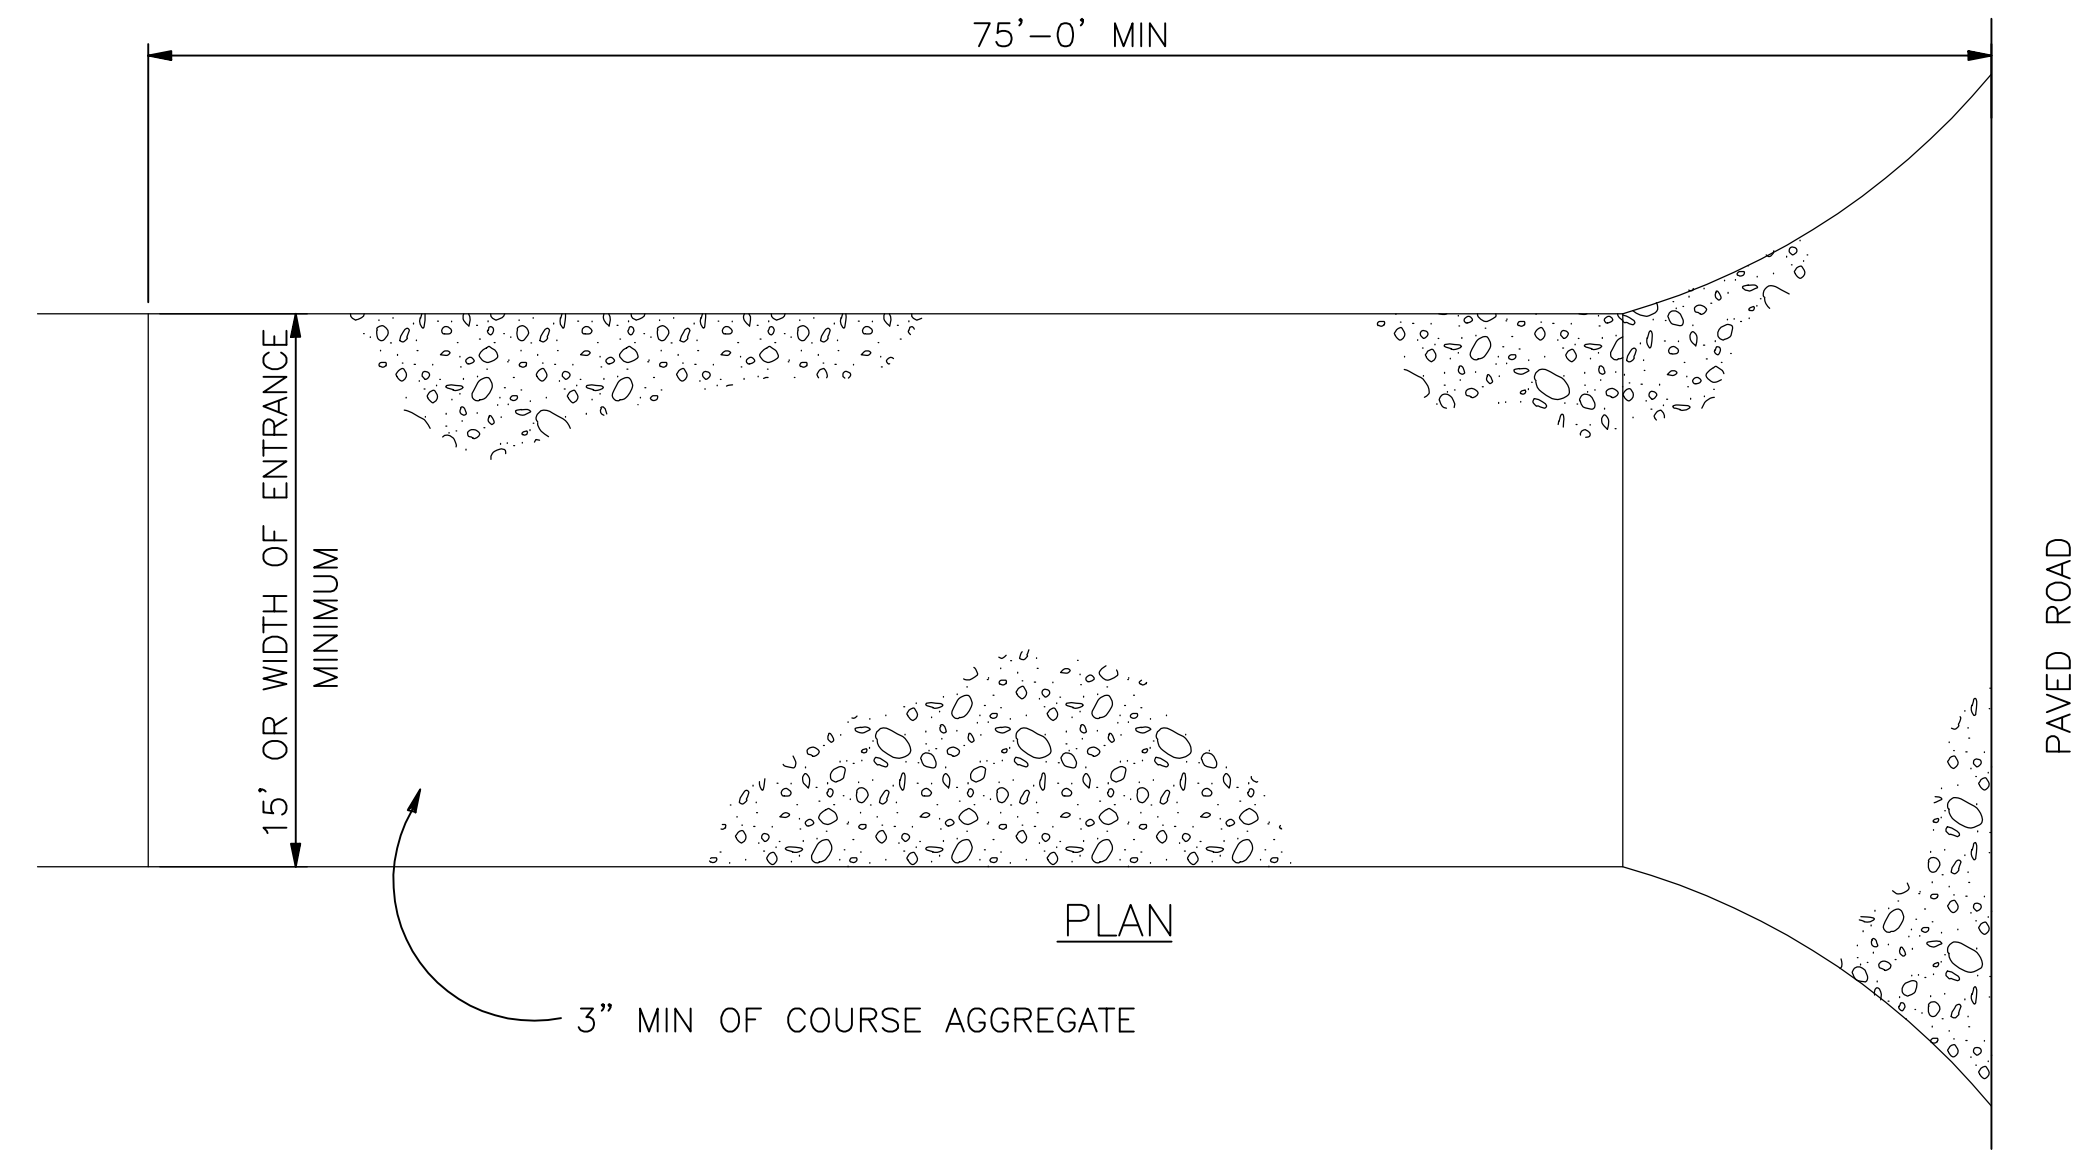 75'-0' MIN
15' OR WIDTH OF ENTRANCE
MINIMUM
PAVED ROAD
PLAN
3” MIN OF COURSE AGGREGATE